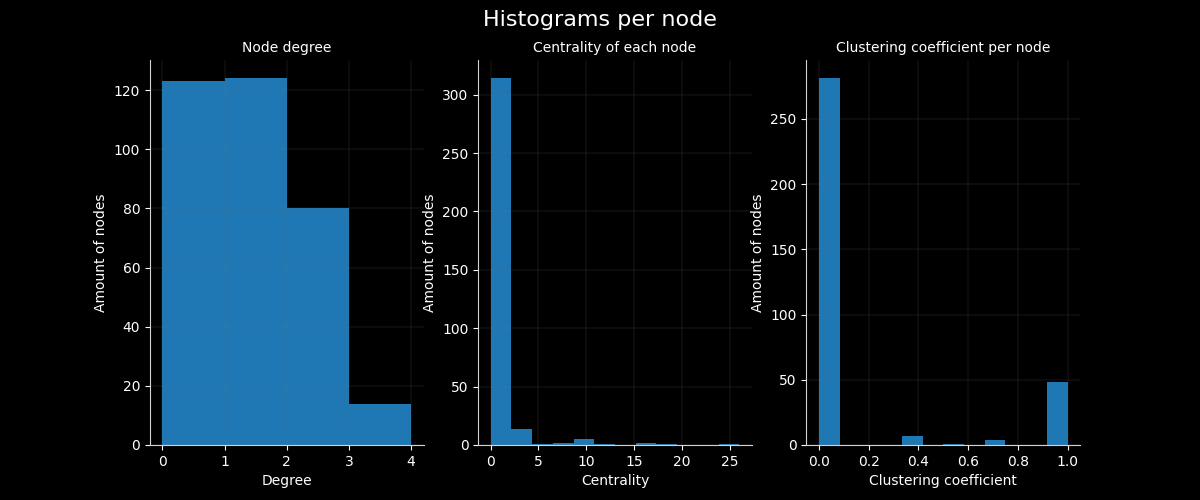 Histograms per node
Node degree
Centrality of each node
Clustering coefficient per node
Amount of nodes
120
100
80
60
40
20
0
0 1 2 3 4
Degree
Amount of nodes
300
250
200
150
100
50
0
0 5 10 15 20 25
Centrality
Amount of nodes
250
200
150
100
50
0
0.0 0.2 0.4 0.6 0.8 1.0
Clustering coefficient